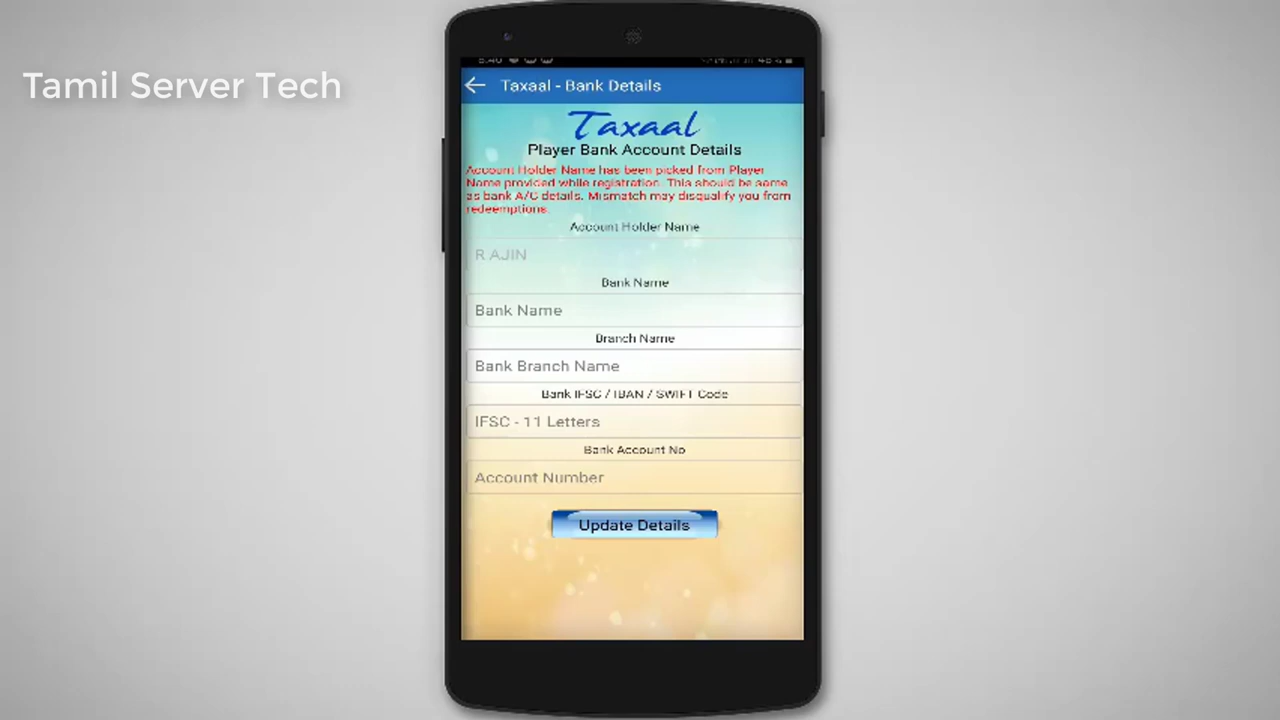 Tamil Server Tech
Taxaal - Bank Details
Taxaal
Player Bank Account Details
Account Holder Name has been picked from Player
Name provided while registration. This should be same
as bank A/C details. Mismatch may disqualify you from
redeemptions.
Account Holder Name
R AJIN
Bank Name
Bank Name
Branch Name
Bank Branch Name
Bank IFSC / IBAN / SWIFT Code
IFSC - 11 Letters
Bank Account No
Account Number
Update Details